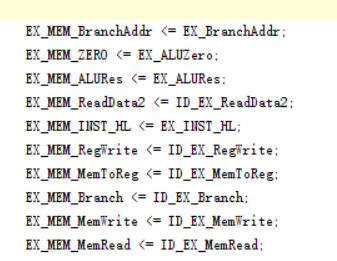 EX_MEM_BranchAddr <= EX_BranchAddr;
EX_MEM_ZERO <= EX_ALUZero;
EX_MEM_ALURes <= EX_ALURes;
EX_MEM_ReadData2 <= ID_EX_ReadData2;
EX_MEM_INST_HL <= EX_INST_HL;
EX_MEM_RegWrite <= ID_EX_RegWrite;
EX_MEM_MemToReg <= ID_EX_MemToReg;
EX_MEM_Branch <= ID_EX_Branch;
EX_MEM_MemWrite <= ID_EX_MemWrite;
EX_MEM_MemRead <= ID_EX_MemRead;